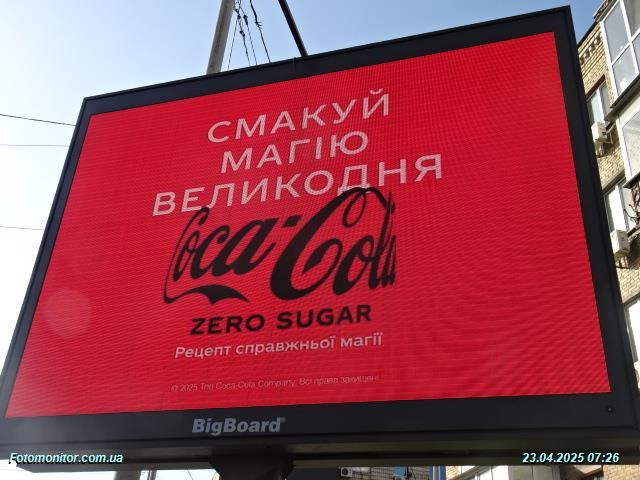 СМАКУЙ
МАГІЮ
ВЕЛИКОДНЯ
Coca-Cola
ZERO SUGAR
Рецепт справжньої магії
© 2025 The Coca-Cola Company. Всі права захищені.
BigBoard®
Fotomonitor.com.ua
23.04.2025 07:26